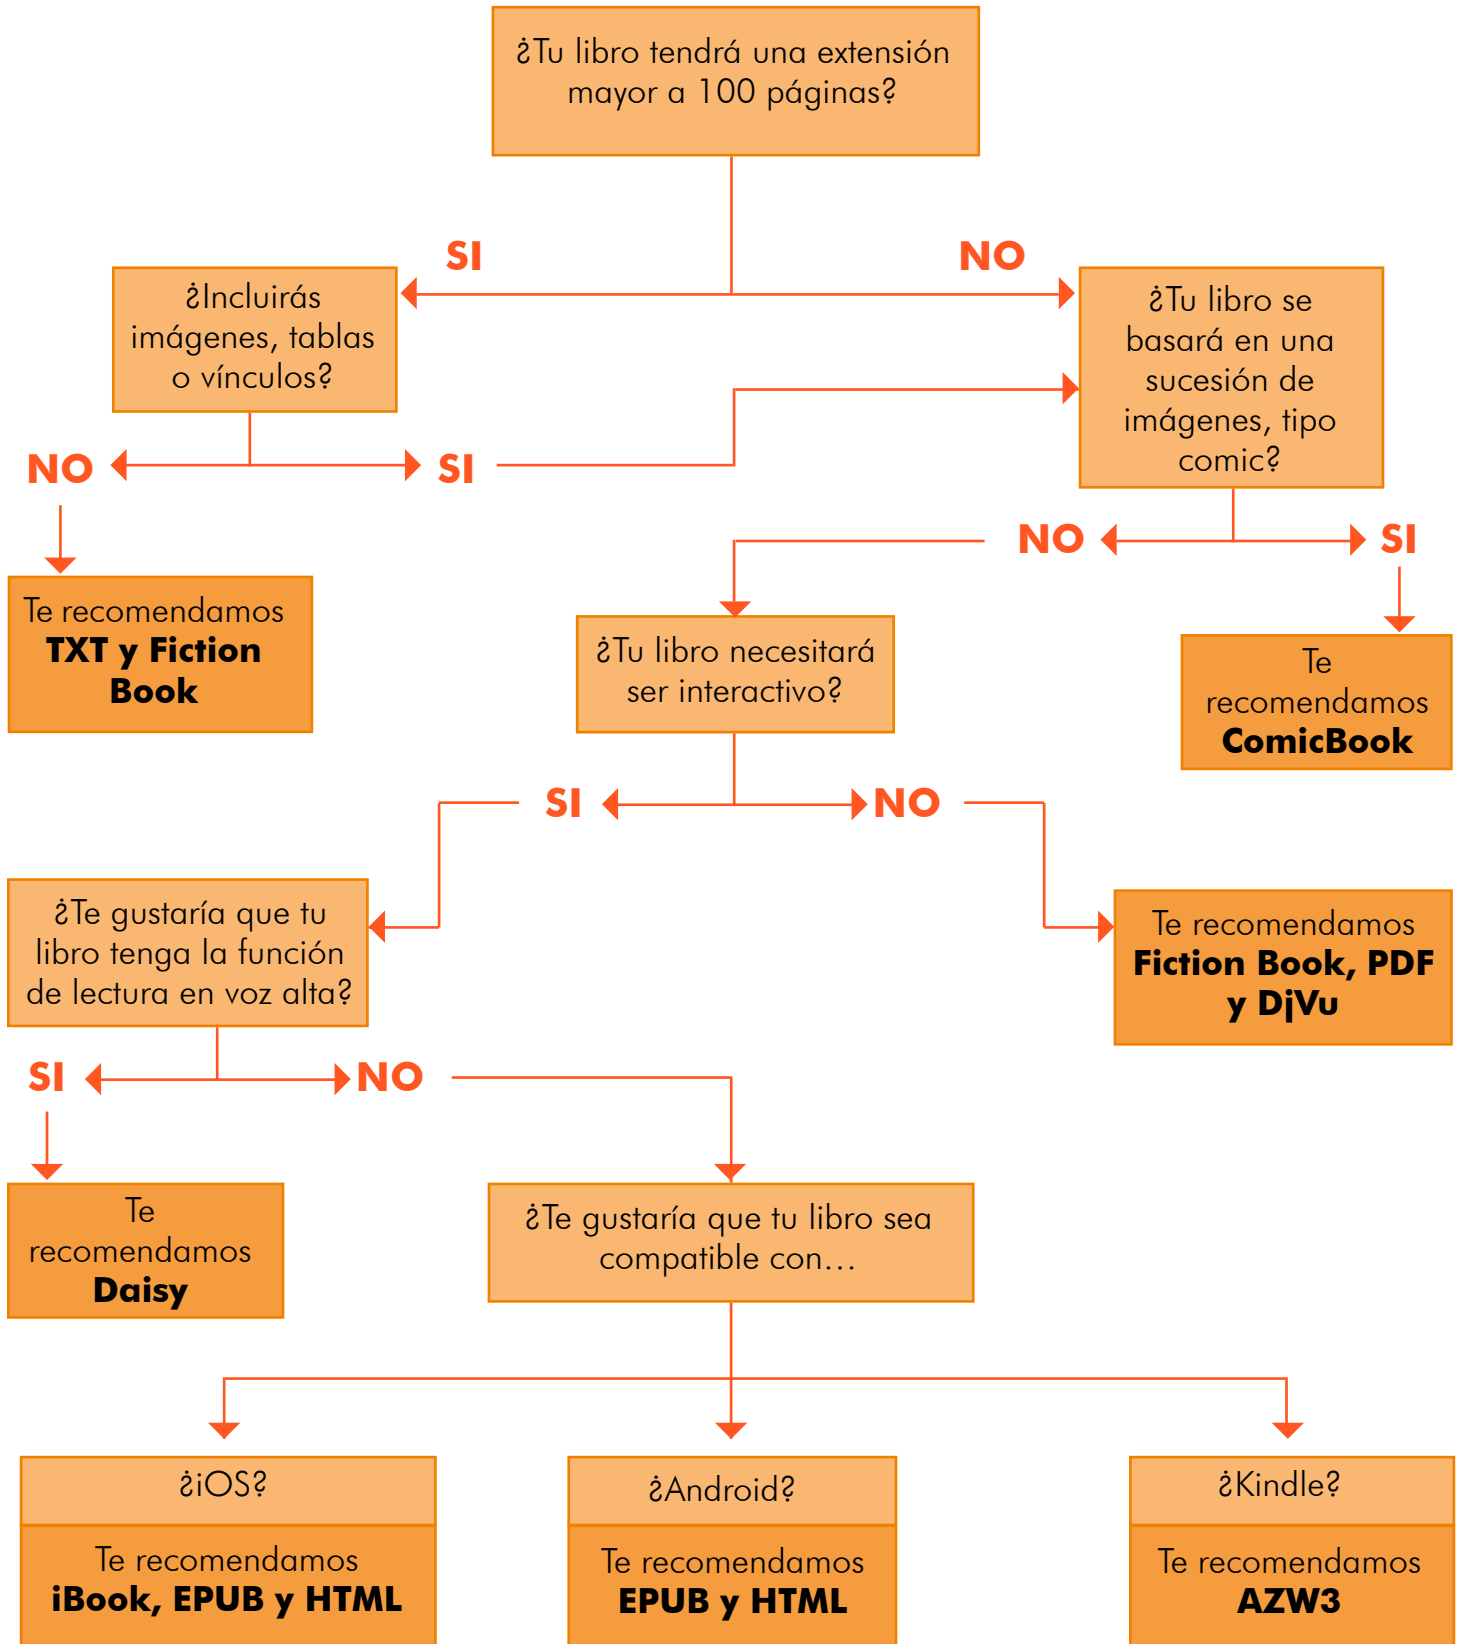 ¿Tu libro tendrá una extensión
mayor a 100 páginas?
SI
NO
¿Incluirás
imágenes, tablas
o vínculos?
¿Tu libro se
basará en una
sucesión de
imágenes, tipo
comic?
NO
SI
NO
SI
Te recomendamos
TXT y Fiction
Book
¿Tu libro necesitará
ser interactivo?
Te
recomendamos
ComicBook
SI
NO
¿Te gustaría que tu
libro tenga la función
de lectura en voz alta?
Te recomendamos
Fiction Book, PDF
y DjVu
SI
NO
Te
recomendamos
Daisy
¿Te gustaría que tu libro sea
compatible con...
¿iOS?
Te recomendamos
iBook, EPUB y HTML
¿Android?
Te recomendamos
EPUB y HTML
¿Kindle?
Te recomendamos
AZW3